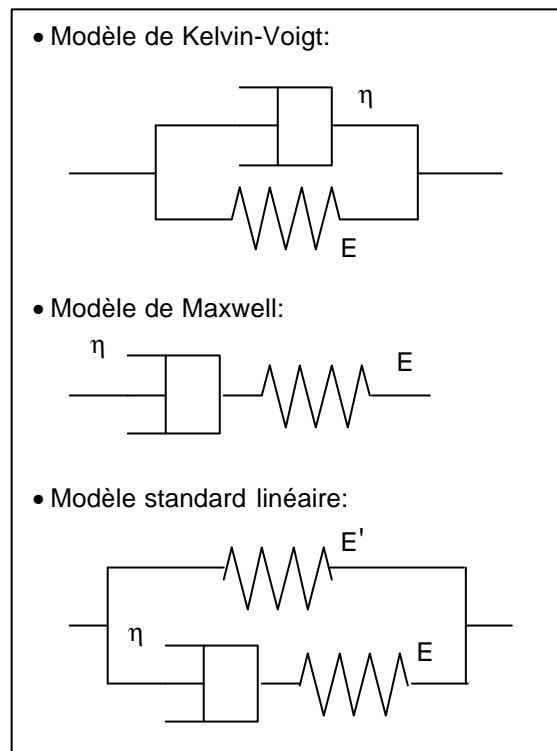 • Modèle de Kelvin-Voigt:
η
E
• Modèle de Maxwell:
η
E
• Modèle standard linéaire:
E'
η
E